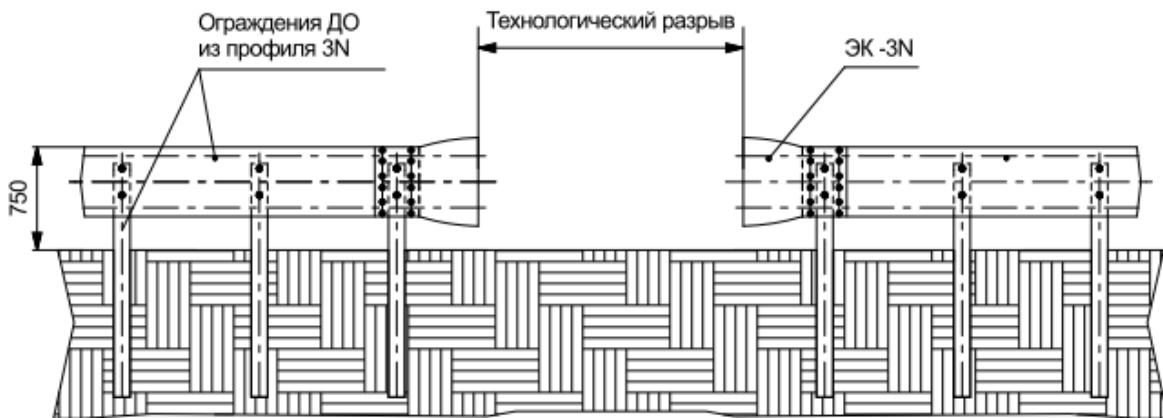 Ограждения ДО
из профиля 3N
Технологический разрыв
ЭК -3N
750